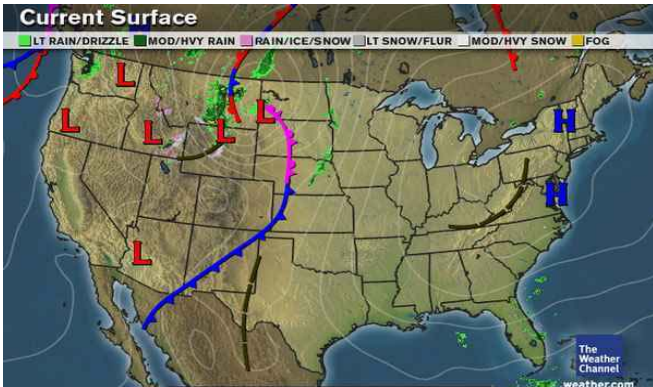 Current Surface
LT RAIN/DRIZZLE MOD/HVY RAIN RAIN/ICE/SNOW LT SNOW/FLUR MOD/HVY SNOW FOG
L
L
L
L
L
H
H
L
The
Weather
Channel
weather.com